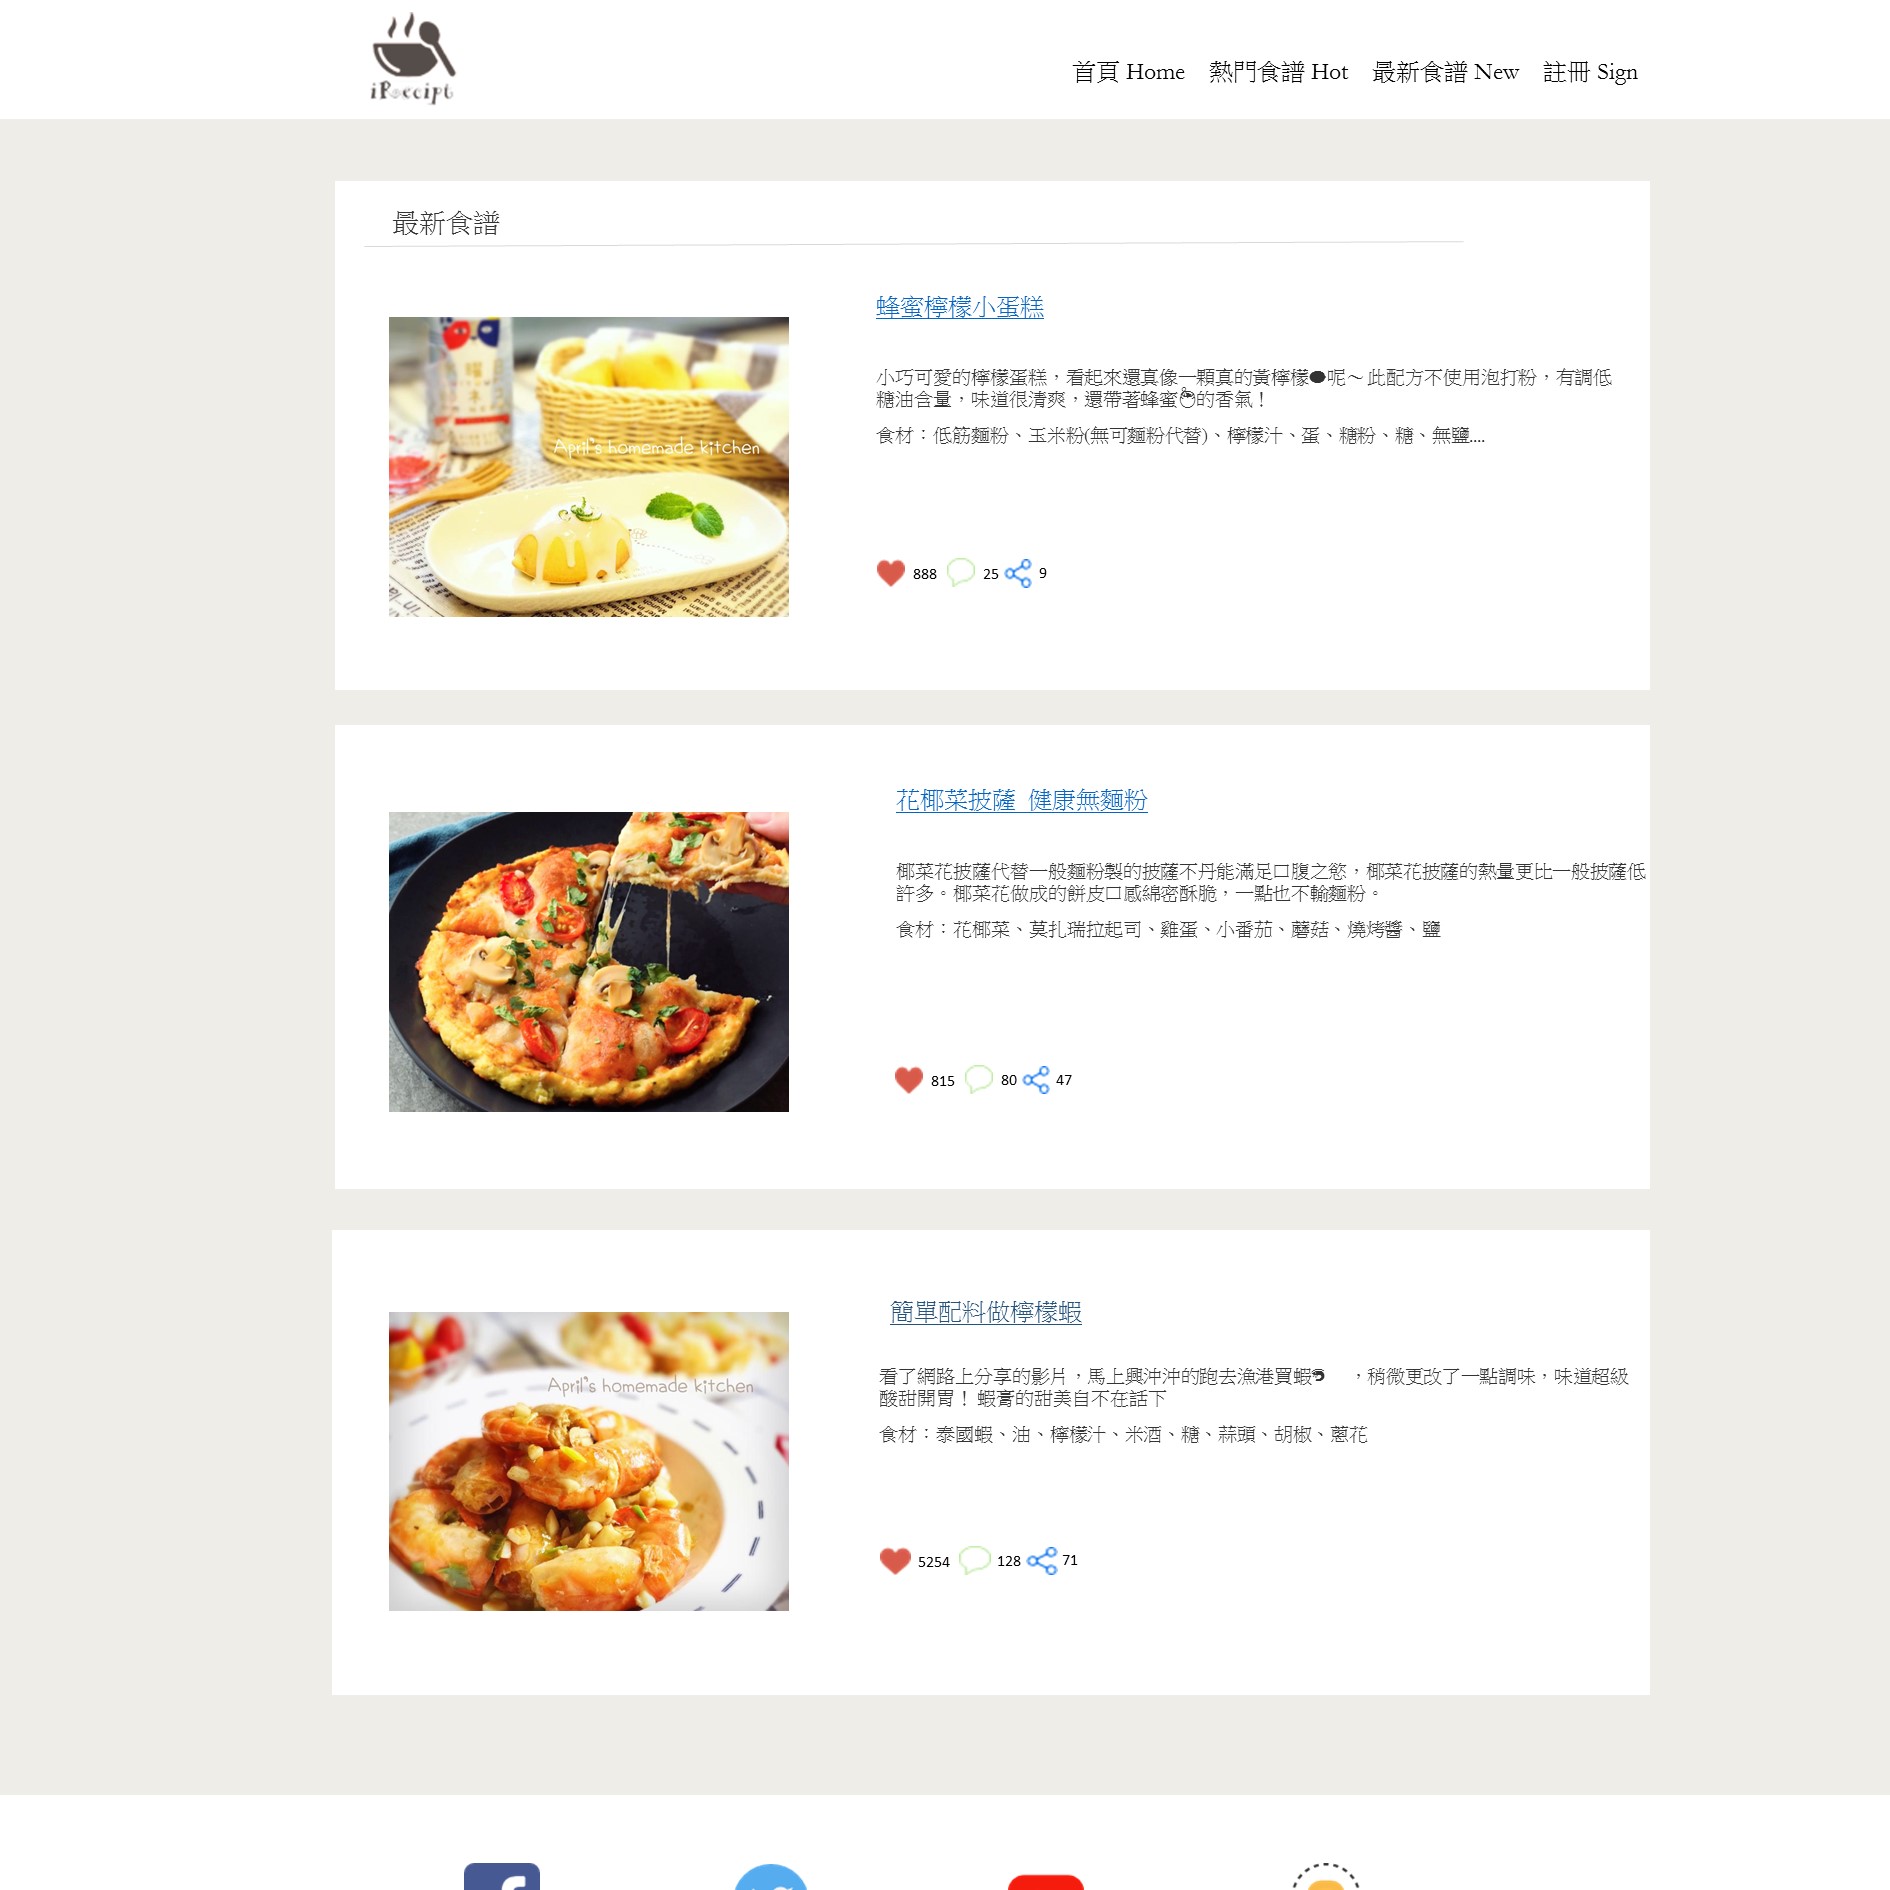 iRecipt
首頁 Home 熱門食譜 Hot 最新食譜 New 註冊 Sign
最新食譜
蜂蜜檸檬小蛋糕
小巧可愛的檸檬蛋糕，看起來還真像一顆真的黃檸檬🍋呢～此配方不使用泡打粉，有調低
糖油含量，味道很清爽，還帶著蜂蜜🍯的香氣！
食材：低筋麵粉、玉米粉(無可麵粉代替)、檸檬汁、蛋、糖粉、糖、無鹽....
April's homemade kitchen
888 25 9
花椰菜披薩 健康無麵粉
椰菜花披薩代替一般麵粉製的披薩不丹能滿足口腹之慾，椰菜花披薩的熱量更比一般披薩低
許多。椰菜花做成的餅皮口感綿密酥脆，一點也不輸麵粉。
食材：花椰菜、莫扎瑞拉起司、雞蛋、小番茄、蘑菇、燒烤醬、鹽
815 80 47
簡單配料做檸檬蝦
看了網路上分享的影片，馬上興沖沖的跑去漁港買蝦🦐，稍微更改了一點調味，味道超級
酸甜開胃！ 蝦膏的甜美自不在話下
April's homemade kitchen
食材：泰國蝦、油、檸檬汁、米酒、糖、蒜頭、胡椒、蔥花
5254 128 71